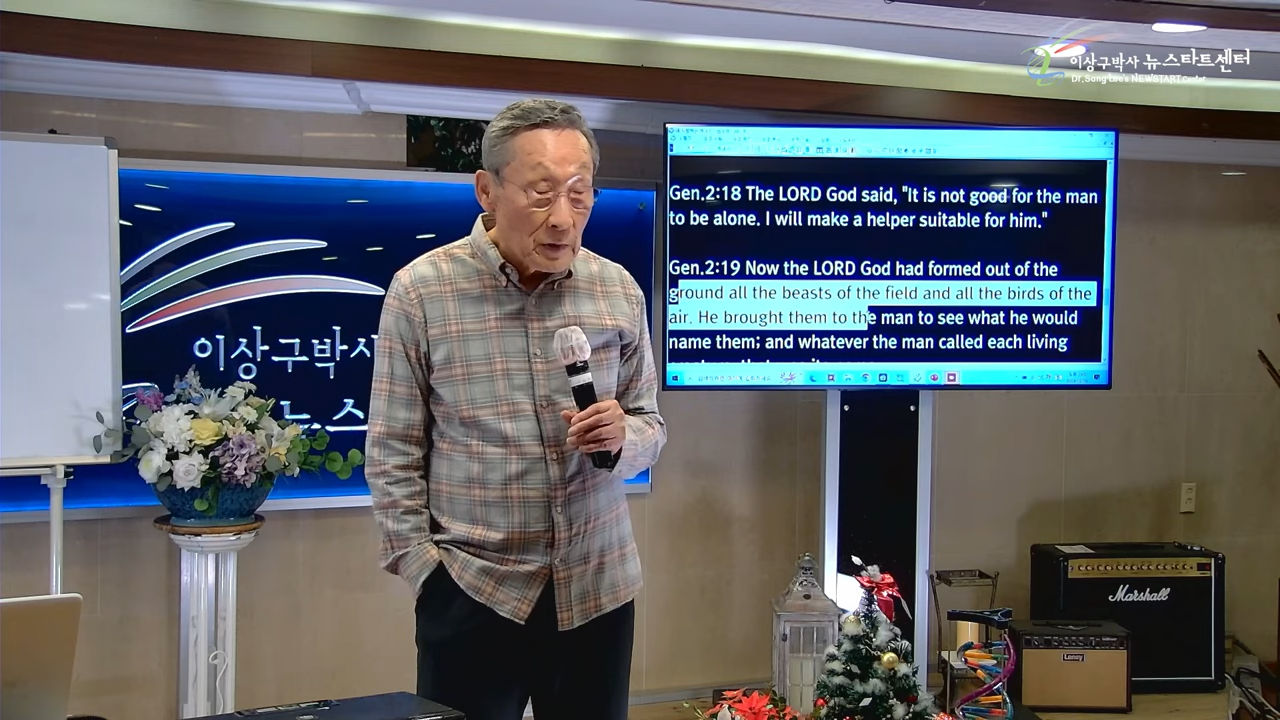 이상구박사 뉴스타트센터
Dr. Sang Lee's NEWSTART Center
Gen.2:18 The LORD God said, "It is not good for the man
to be alone. I will make a helper suitable for him."
Gen.2:19 Now the LORD God had formed out of the
ground all the beasts of the field and all the birds of the
air. He brought them to the man to see what he would
name them; and whatever the man called each living
이상구박사
뉴스
Marshall
Laney